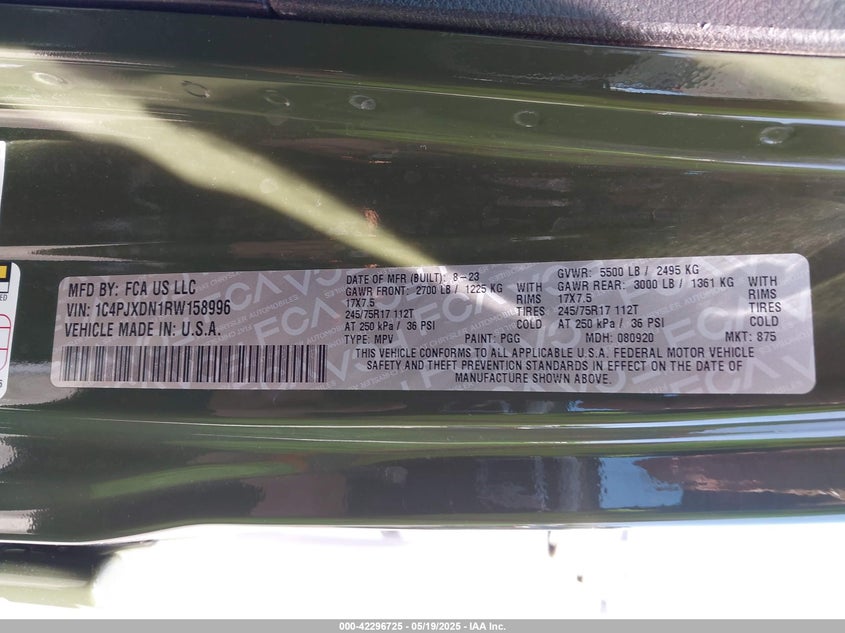 MFD BY: FCA US LLC
VIN: 1C4PJXDN1RW158996
VEHICLE MADE IN: U.S.A.
DATE OF MFR (BUILT): 8-23 GVWR: 5500 LB / 2495 KG
GAWR FRONT: 2700 LB / 1225 KG WITH GAWR REAR: 3000 LB / 1361 KG WITH
17X7.5 RIMS 17X7.5 RIMS
245/75R17 112T TIRES 245/75R17 112T TIRES
AT 250 kPa / 36 PSI COLD AT 250 kPa / 36 PSI COLD
TYPE: MPV PAINT: PGG MDH: 080920 MKT: 875
THIS VEHICLE CONFORMS TO ALL APPLICABLE U.S.A. FEDERAL MOTOR VEHICLE
SAFETY AND THEFT PREVENTION STANDARDS IN EFFECT ON THE DATE OF
MANUFACTURE SHOWN ABOVE.
000-42296725 - 05/19/2025 - IAA Inc.